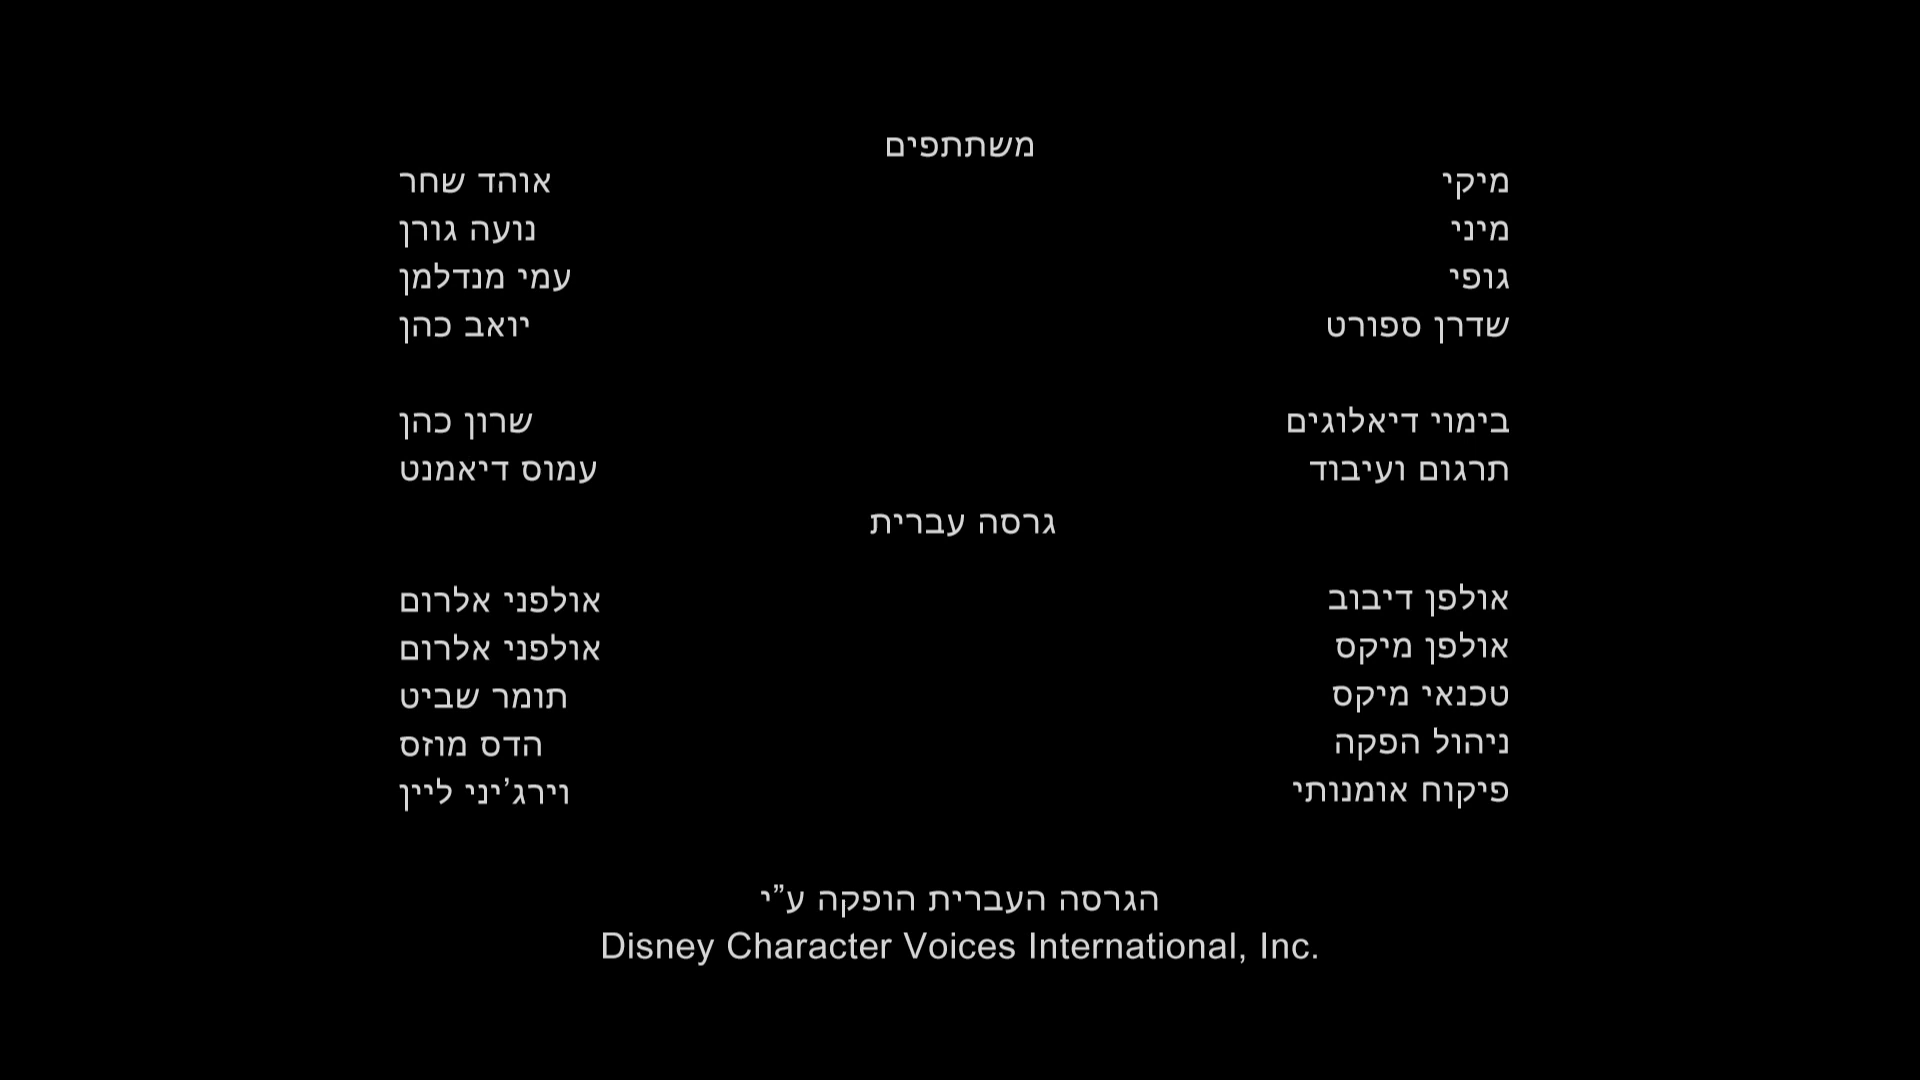 משתתפים
מיקי אוהד שחר
מיני נועה גורן
גופי עמי מנדלמן
שדרן ספורט יואב כהן
בימוי דיאלוגים שרון כהן
תרגום ועיבוד עמוס דיאמנט
גרסה עברית
אולפן דיבוב אולפני אלרום
אולפן מיקס אולפני אלרום
טכנאי מיקס תומר שביט
ניהול הפקה הדס מוזס
פיקוח אומנותי וירג’יני ליין
הגרסה העברית הופקה ע”י
Disney Character Voices International, Inc.